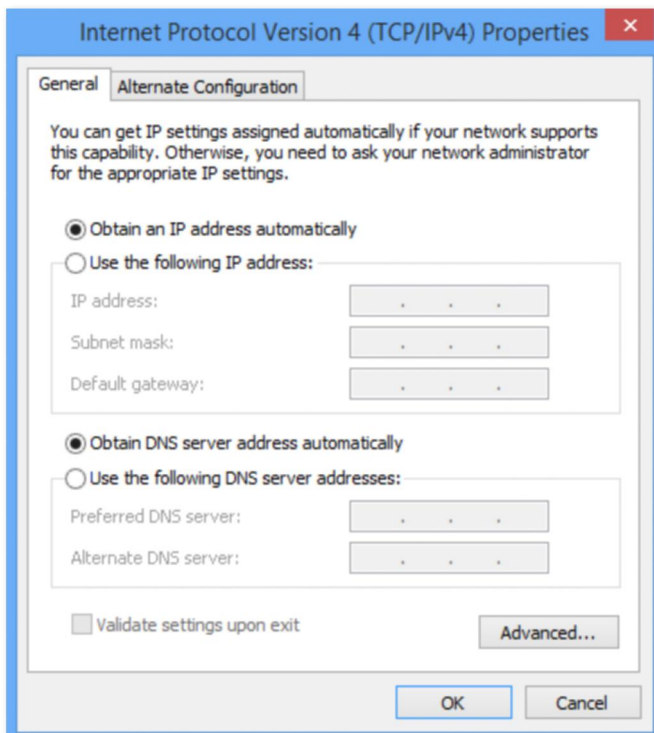 Internet Protocol Version 4 (TCP/IPv4) Properties
General
Alternate Configuration
You can get IP settings assigned automatically if your network supports
this capability. Otherwise, you need to ask your network administrator
for the appropriate IP settings.
Obtain an IP address automatically
Use the following IP address:
IP address:
Subnet mask:
Default gateway:
Obtain DNS server address automatically
Use the following DNS server addresses:
Preferred DNS server:
Alternate DNS server:
Validate settings upon exit
Advanced...
OK
Cancel